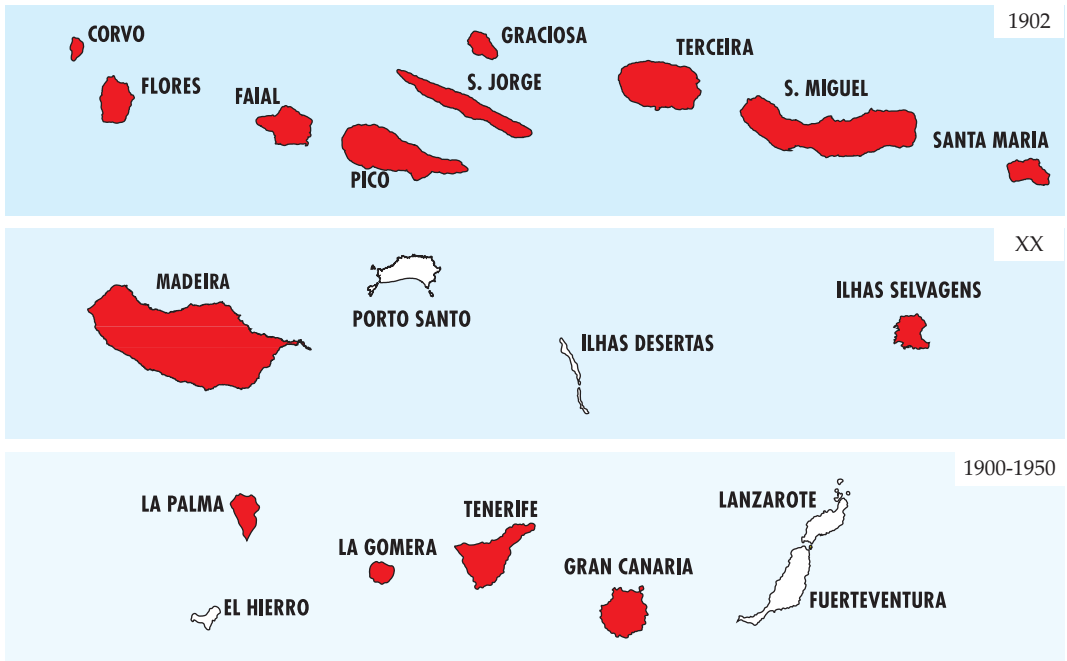 1902
CORVO
GRACIOSA
TERCEIRA
FLORES
S. JORGE
FAIAL
S. MIGUEL
SANTA MARIA
PICO
XX
MADEIRA
ILHAS SELVAGENS
PORTO SANTO
ILHAS DESERTAS
1900-1950
LA PALMA
LANZAROTE
TENERIFE
LA GOMERA
GRAN CANARIA
EL HIERRO
FUERTEVENTURA